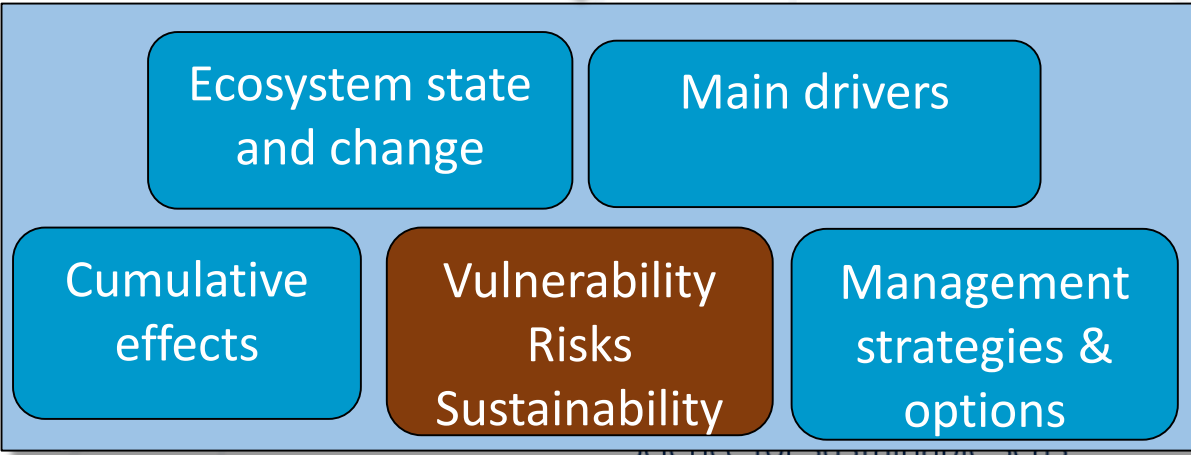 Ecosystem state
and change
Main drivers
Cumulative
effects
Vulnerability
Risks
Sustainability
Management
strategies &
options